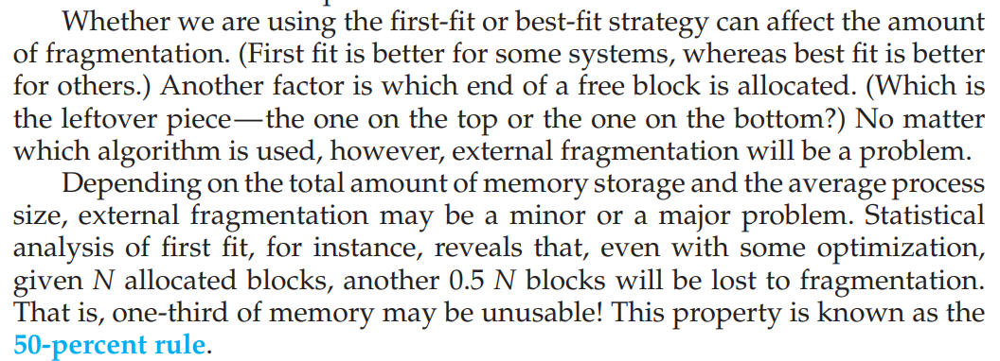 Whether we are using the first-fit or best-fit strategy can affect the amount
of fragmentation. (First fit is better for some systems, whereas best fit is better
for others.) Another factor is which end of a free block is allocated. (Which is
the leftover piece—the one on the top or the one on the bottom?) No matter
which algorithm is used, however, external fragmentation will be a problem.
Depending on the total amount of memory storage and the average process
size, external fragmentation may be a minor or a major problem. Statistical
analysis of first fit, for instance, reveals that, even with some optimization,
given N allocated blocks, another 0.5 N blocks will be lost to fragmentation.
That is, one-third of memory may be unusable! This property is known as the
50-percent rule.